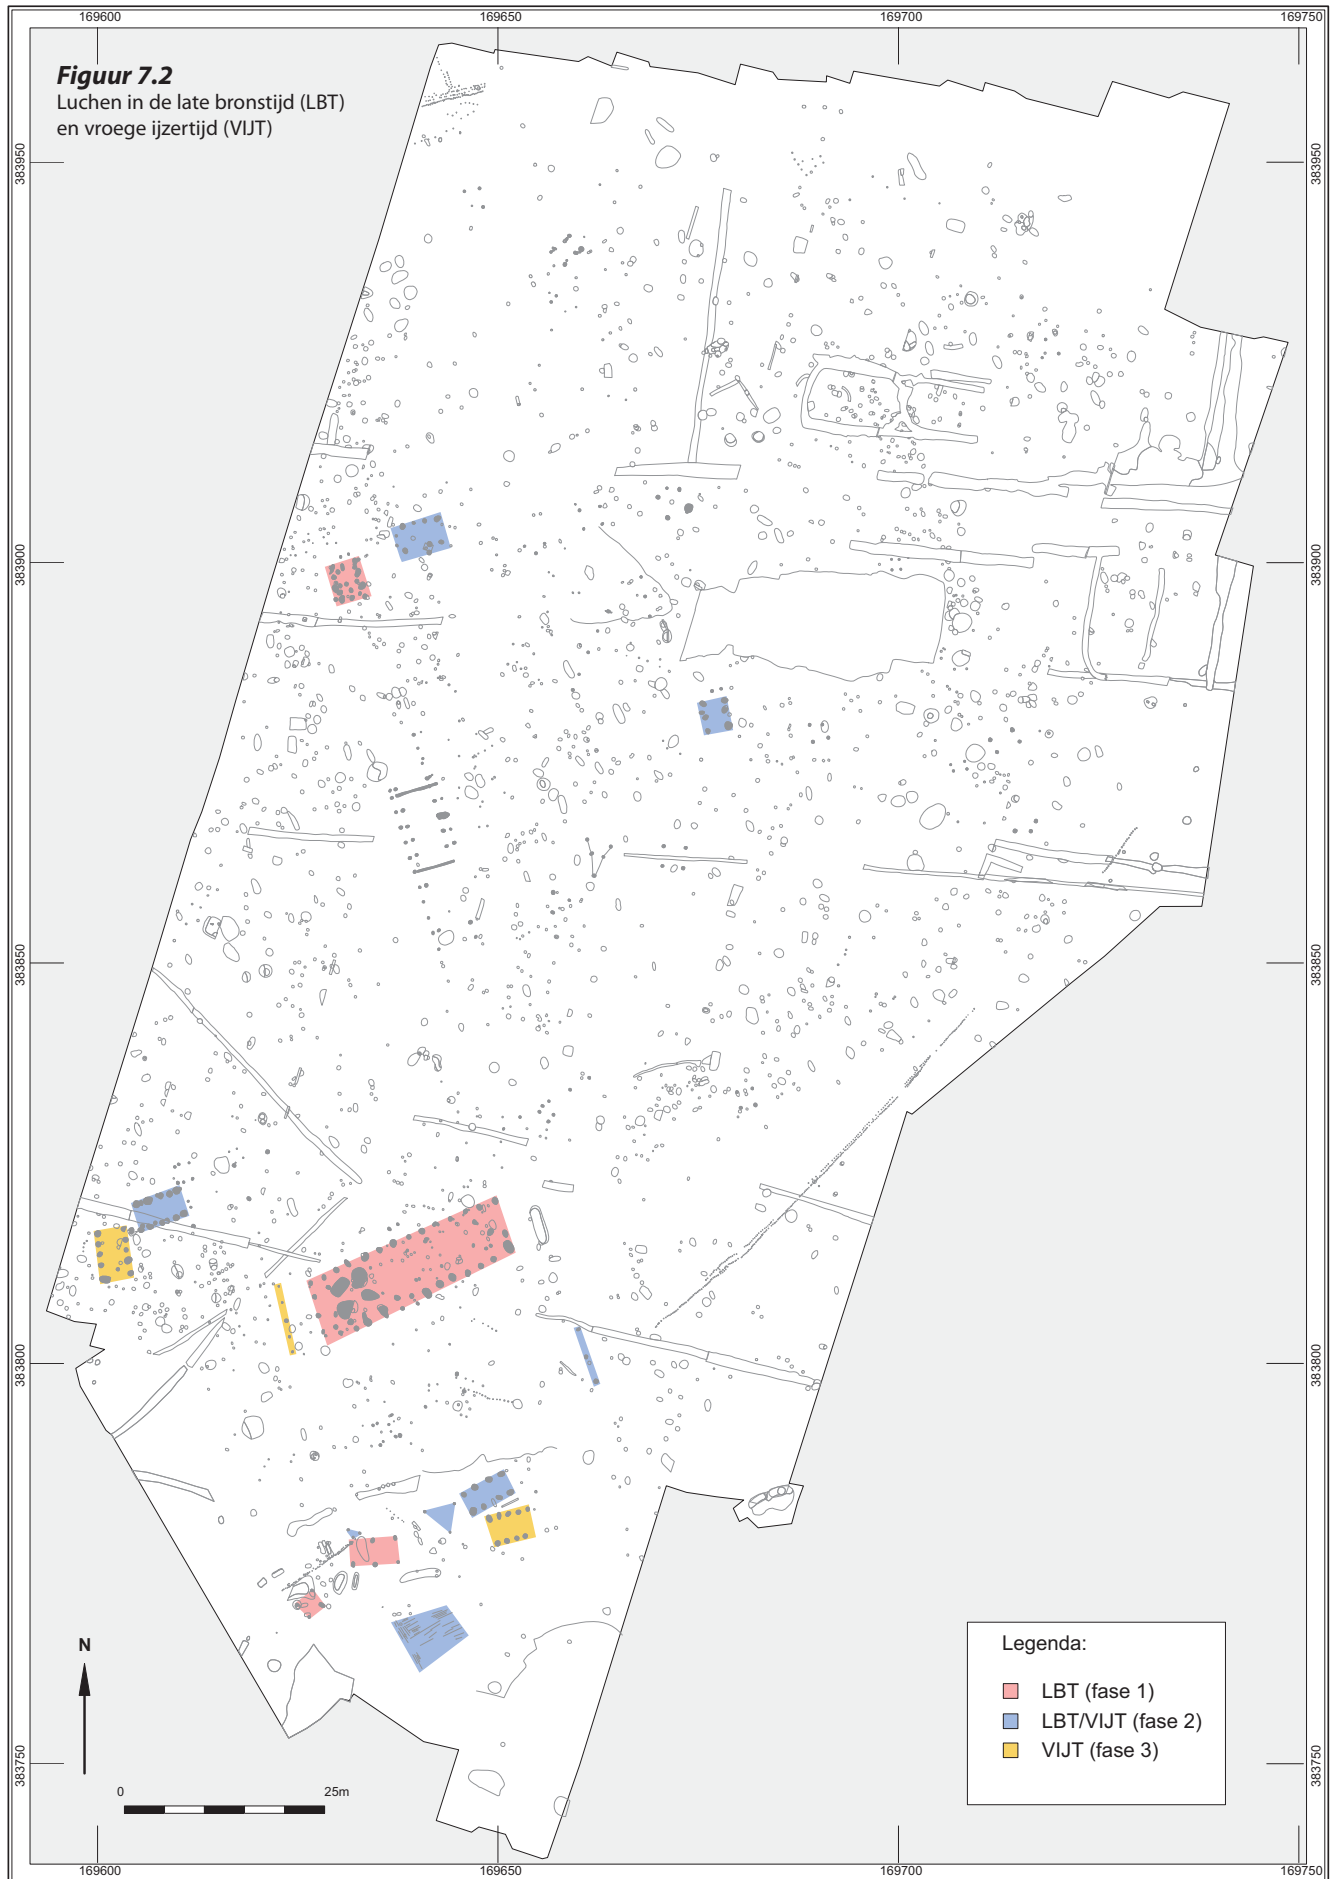 169600 169650 169700 169750
Figuur 7.2
Luchen in de late bronstijd (LBT)
en vroege ijzertijd (VIJT)
383950 383950
383900 383900
383850 383850
383800 383800
Legenda:
N
LBT (fase 1)
LBT/VIJT (fase 2)
VIJT (fase 3)
383750 383750
0 25m
169600 169650 169700 169750